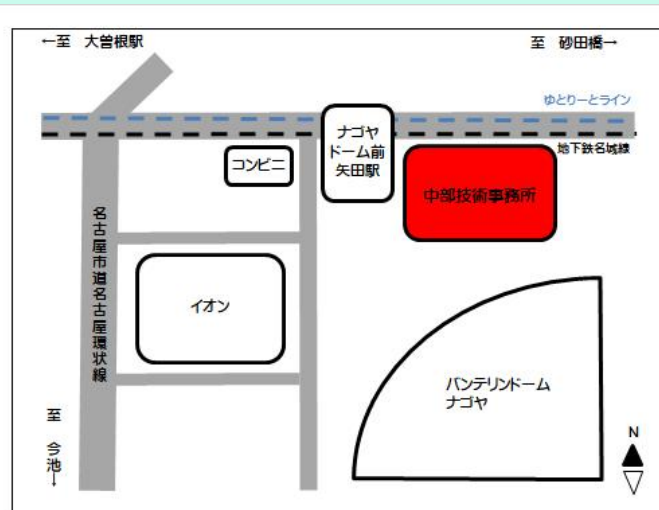 ←至 大曽根駅
至 砂田橋→
ゆとりーとライン
地下鉄名城線
ナゴヤ
ドーム前
矢田駅
コンビニ
中部技術事務所
名古屋市道名古屋環状線
イオン
バンテリンドーム
ナゴヤ
至 今池→
N